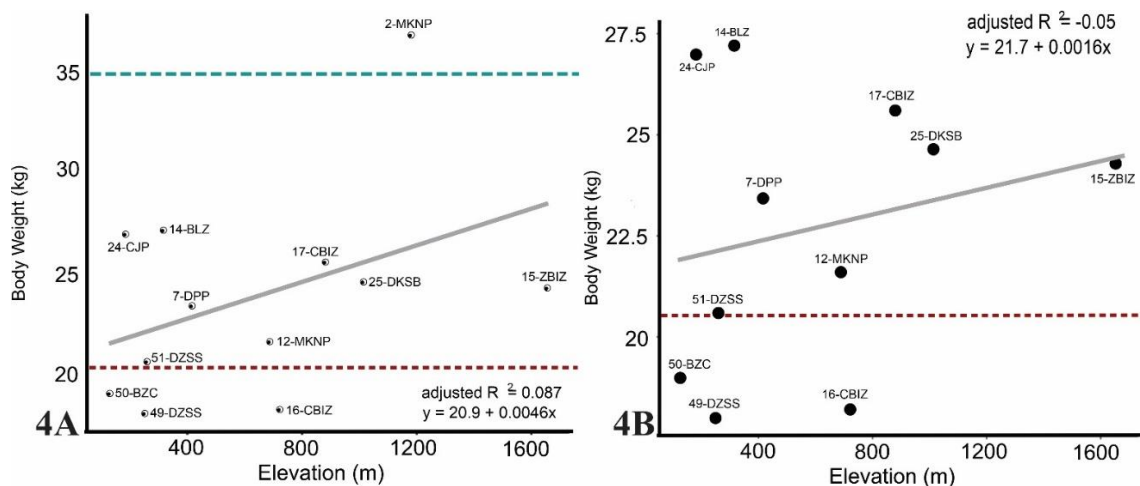 2-MKNP
35
30
25
20
Body Weight (kg)
24-CJP
14-BLZ
17-CBIZ
25-DKSB
15-ZBIZ
7-DPP
12-MKNP
51-DZSS
50-BZC
49-DZSS
16-CBIZ
adjusted R 2 = 0.087
y = 20.9 + 0.0046x
4A
400
800
1200
1600
Elevation (m)
adjusted R 2 = -0.05
y = 21.7 + 0.0016x
27.5
25
22.5
20
Body Weight (kg)
14-BLZ
24-CJP
17-CBIZ
25-DKSB
15-ZBIZ
7-DPP
12-MKNP
51-DZSS
50-BZC
49-DZSS
16-CBIZ
4B
400
800
1200
1600
Elevation (m)